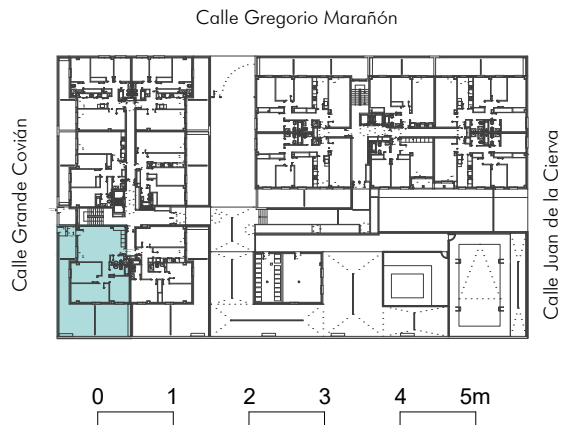 Calle Gregorio Marañón
Calle Grande Covián
Calle Juan de la Cierva
0 1 2 3 4 5m